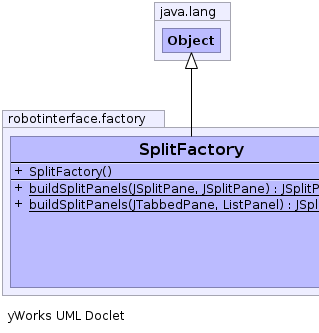 java.lang
Object
robotinterface.factory
SplitFactory
+ SplitFactory()
+ buildSplitPanels(JSplitPane, JSplitPane) : JSplitP
+ buildSplitPanels(JTabbedPane, ListPanel) : JSpl
yWorks UML Doclet